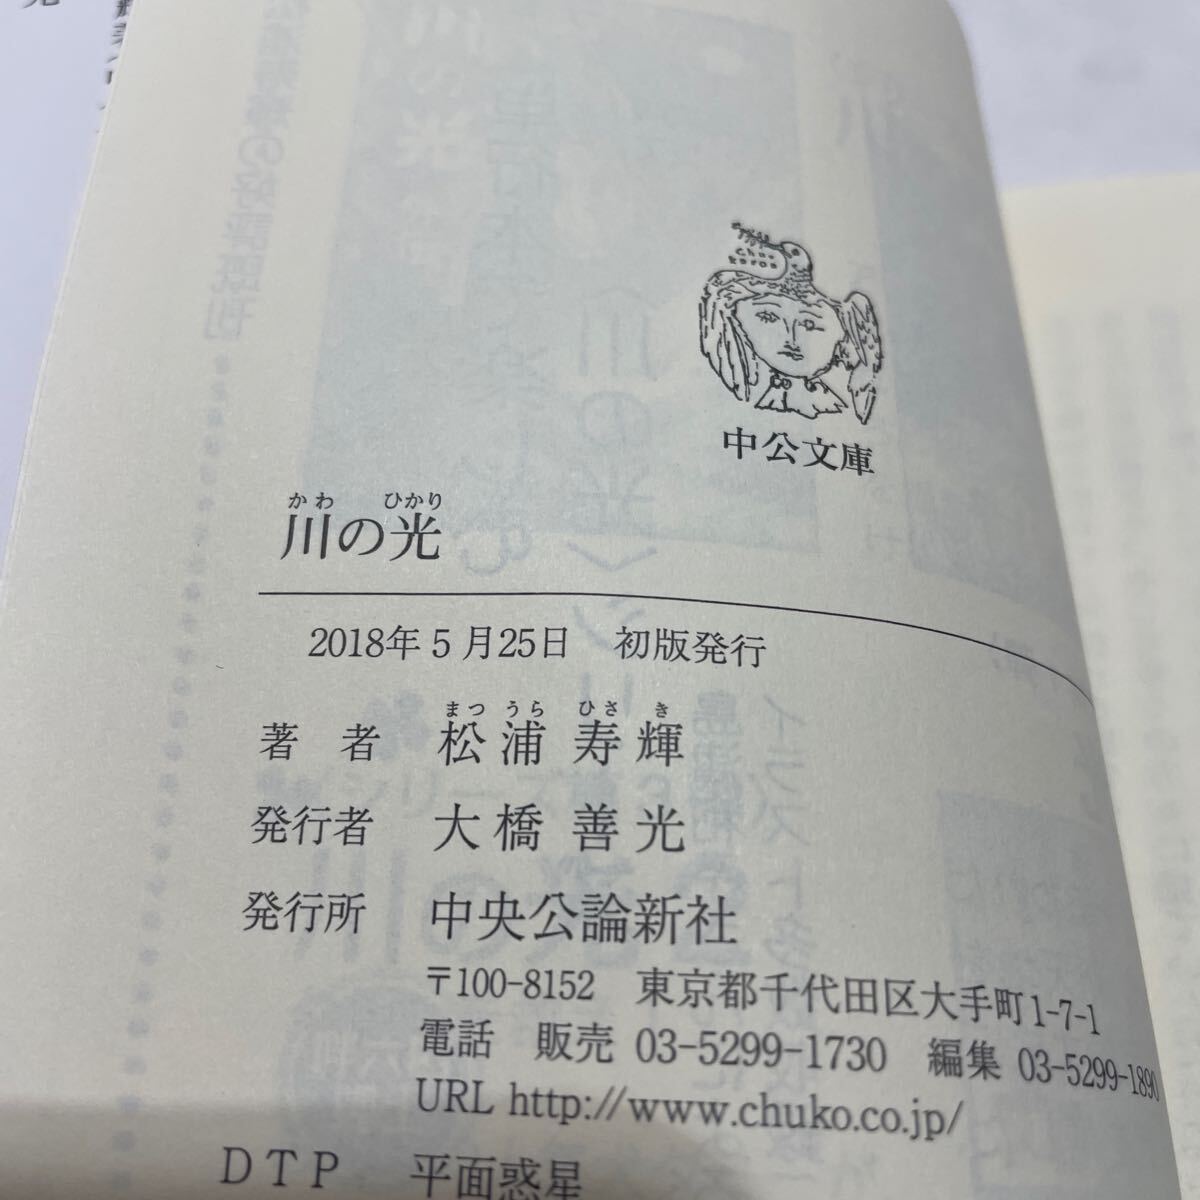 Chuo
Koron
中公文庫
かわ ひかり
川の光
2018年5月25日 初版発行
まつ うら ひさ き
著者 松浦寿輝
発行者 大橋善光
発行所 中央公論新社
〒100-8152 東京都千代田区大手町1-7-1
電話 販売 03-5299-1730 編集 03-5299-1890
URL http://www.chuko.co.jp/
DTP 平面惑星